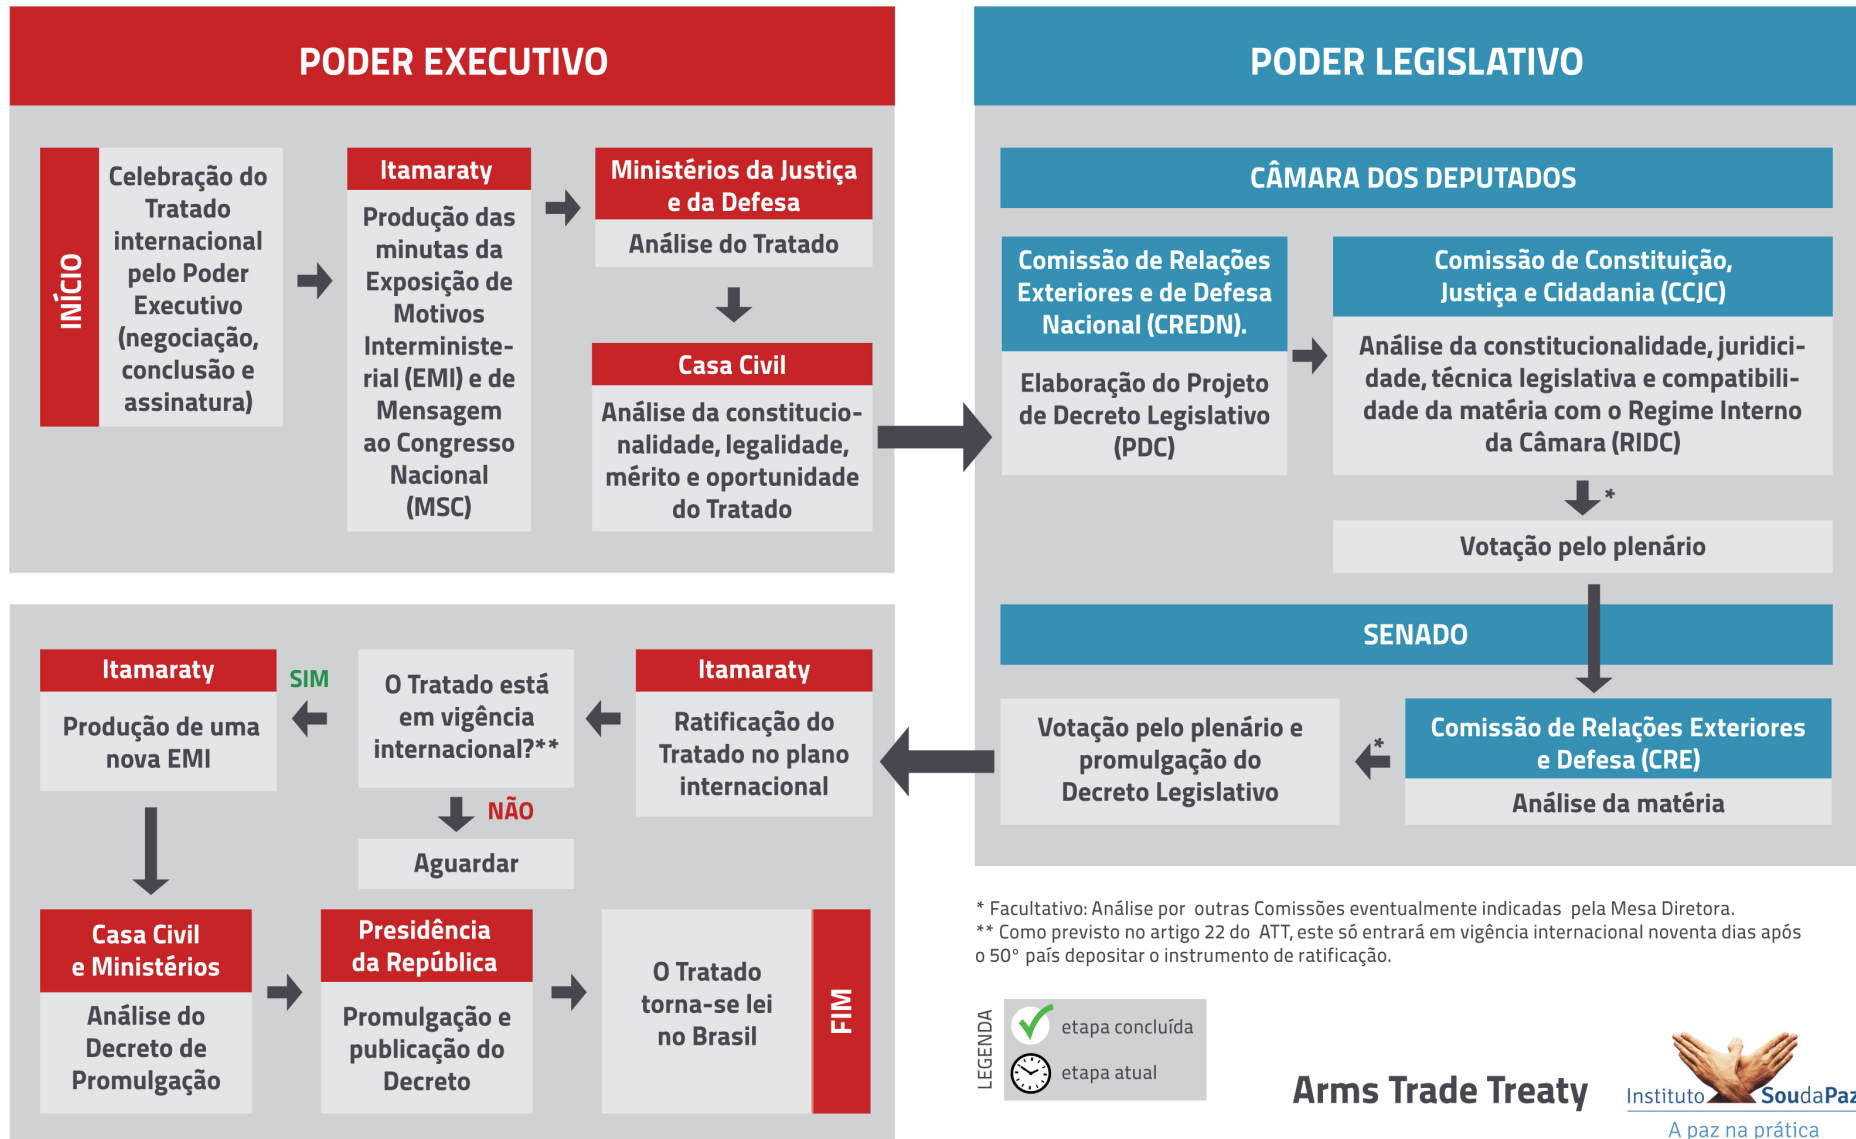 PODER EXECUTIVO
INÍCIO
Celebração do
Tratado
internacional
pelo Poder
Executivo
(negociação,
conclusão e
assinatura)
Itamaraty
Produção das
minutas da
Exposição de
Motivos
Interministe-
rial (EMI) e de
Mensagem
ao Congresso
Nacional
(MSC)
Ministérios da Justiça
e da Defesa
Análise do Tratado
Casa Civil
Análise da constitucio-
nalidade, legalidade,
mérito e oportunidade
do Tratado
PODER LEGISLATIVO
CÂMARA DOS DEPUTADOS
Comissão de Relações
Exteriores e de Defesa
Nacional (CREDN).
Elaboração do Projeto
de Decreto Legislativo
(PDC)
Comissão de Constituição,
Justiça e Cidadania (CCJC)
Análise da constitucionalidade, juridici-
dade, técnica legislativa e compatibili-
dade da matéria com o Regime Interno
da Câmara (RIDC)
*
Votação pelo plenário
SENADO
Comissão de Relações Exteriores
e Defesa (CRE)
Análise da matéria
*
Votação pelo plenário e
promulgação do
Decreto Legislativo
Itamaraty
Ratificação do
Tratado no plano
internacional
O Tratado está
em vigência
internacional?**
SIM
NÃO
Aguardar
Itamaraty
Produção de uma
nova EMI
Casa Civil
e Ministérios
Análise do
Decreto de
Promulgação
Presidência
da República
Promulgação e
publicação do
Decreto
O Tratado
torna-se lei
no Brasil
FIM
* Facultativo: Análise por outras Comissões eventualmente indicadas pela Mesa Diretora.
** Como previsto no artigo 22 do ATT, este só entrará em vigência internacional noventa dias após
o 50° país depositar o instrumento de ratificação.
LEGENDA
etapa concluída
etapa atual
Arms Trade Treaty
Instituto SoudaPaz
A paz na prática